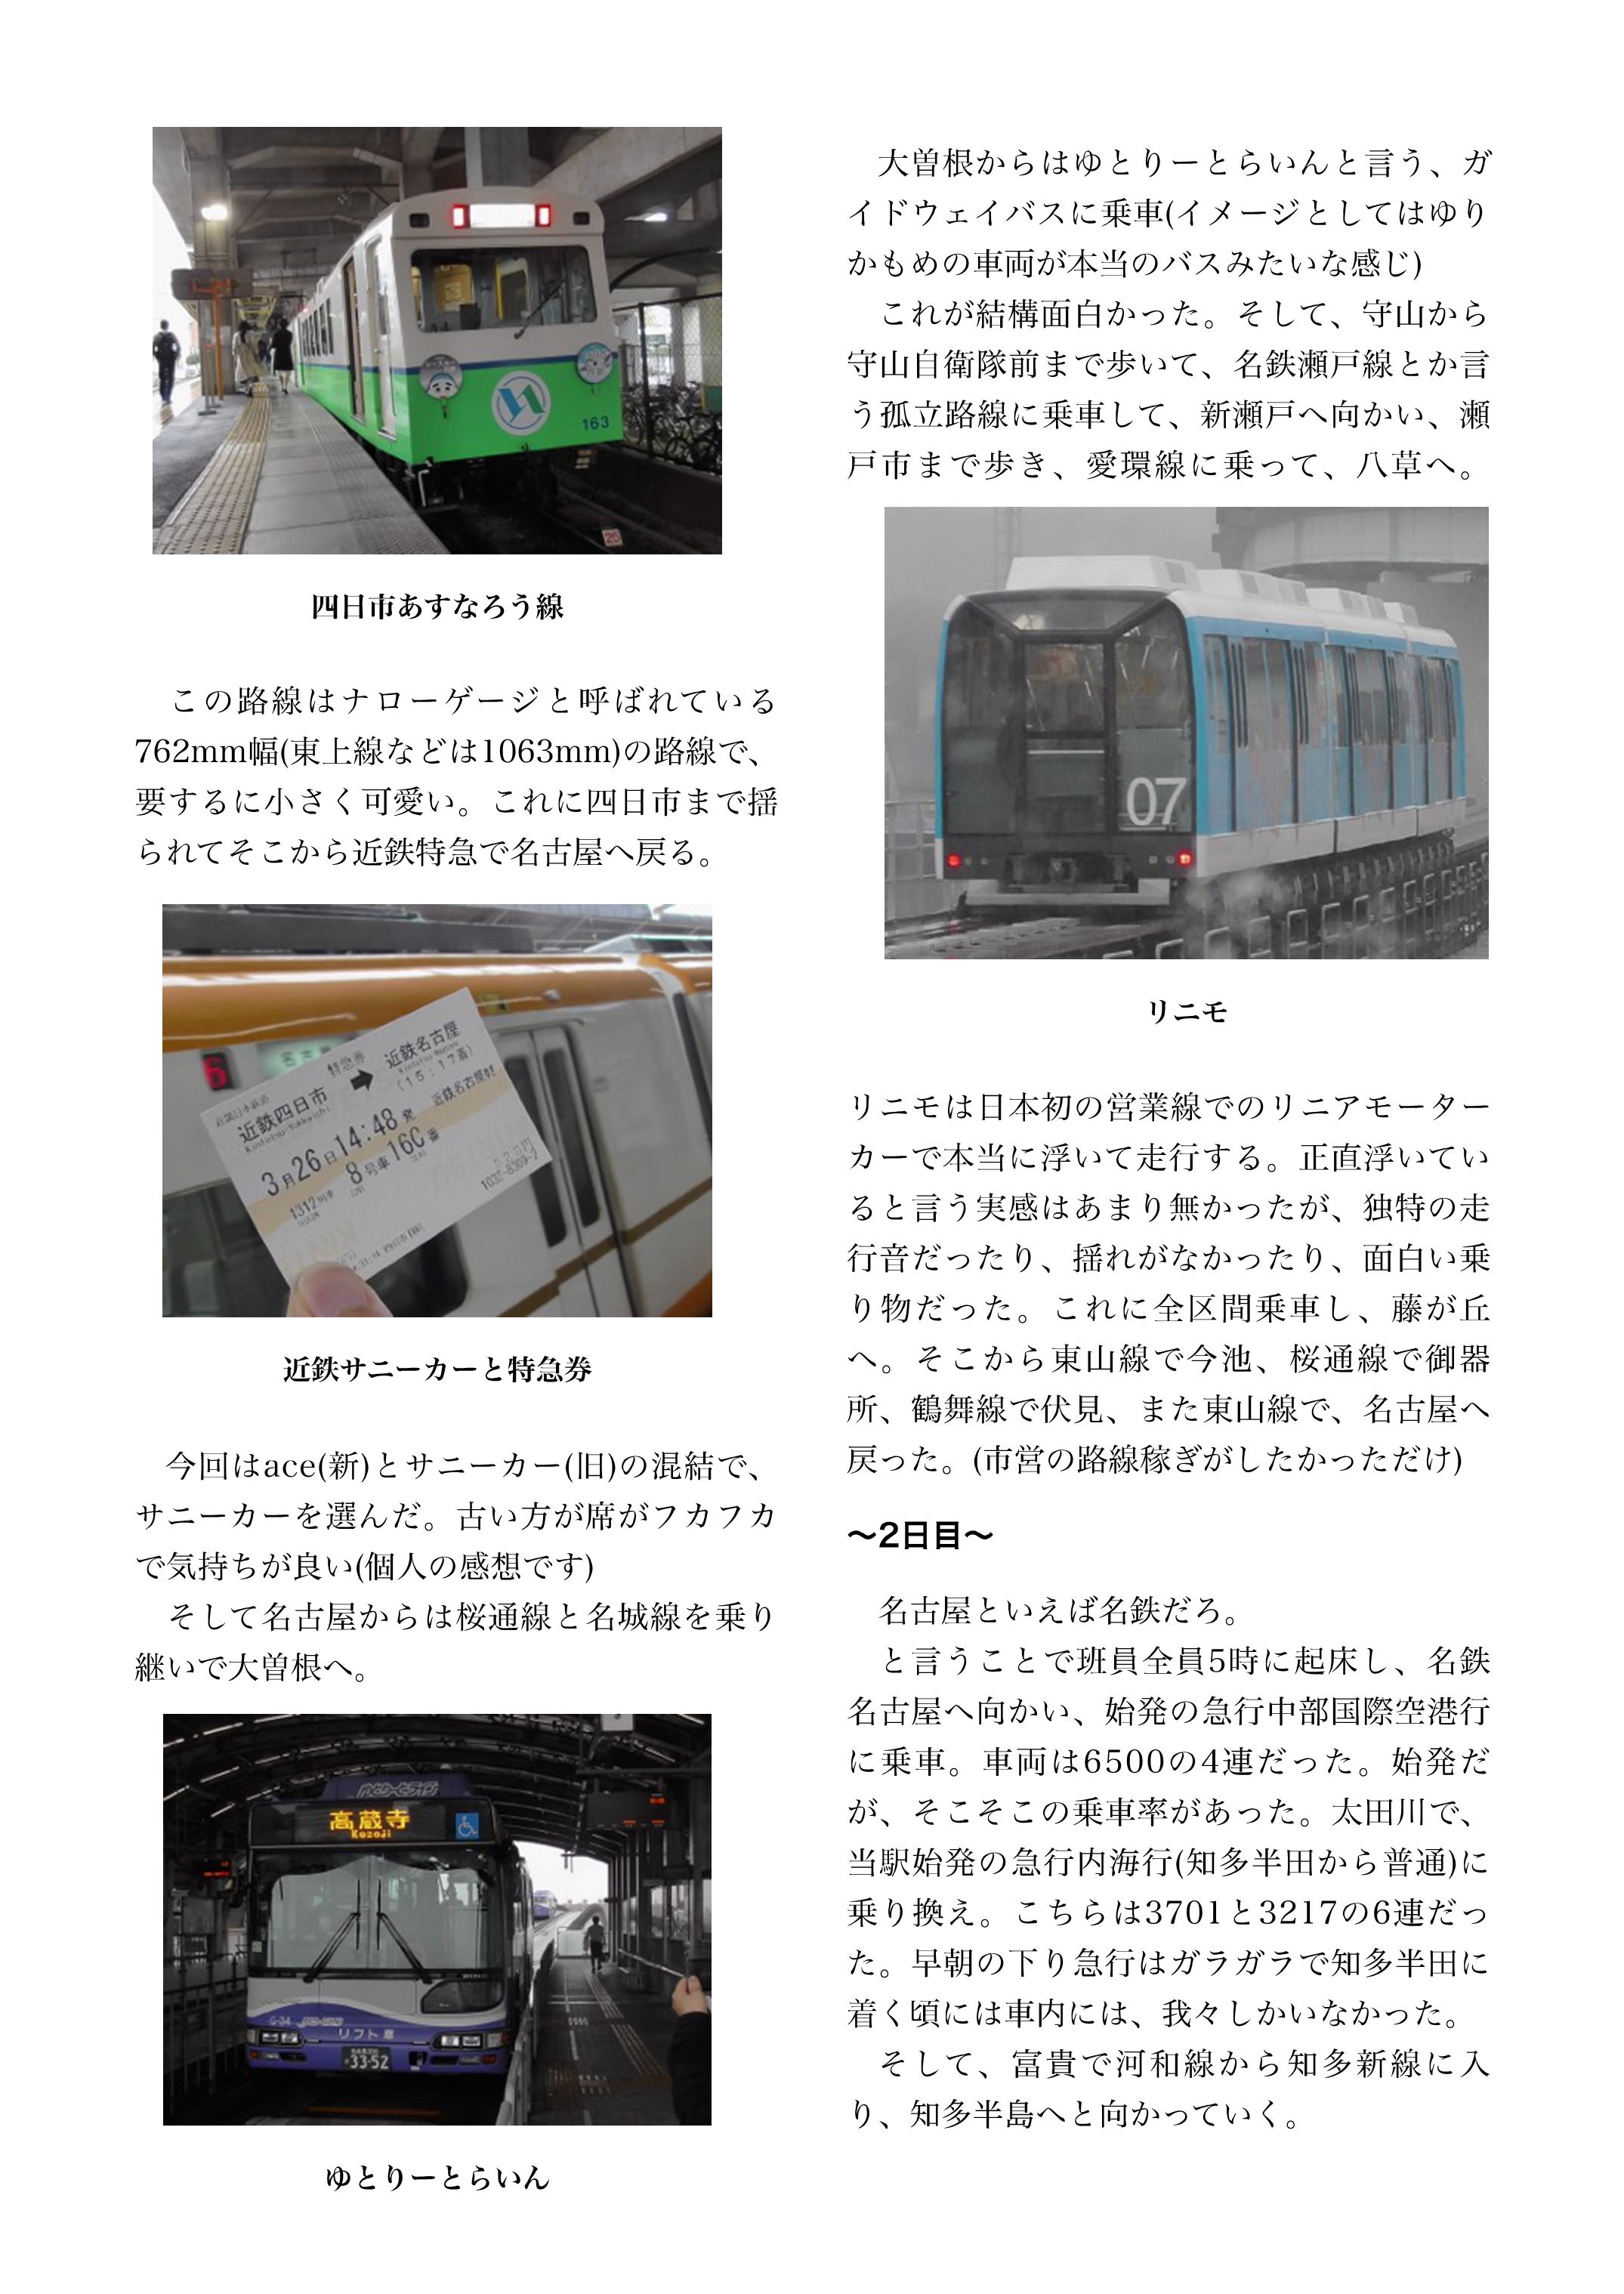 163
25
四日市あすなろう線
この路線はナローゲージと呼ばれている
762mm幅(東上線などは1063mm)の路線で、
要するに小さく可愛い。これに四日市まで揺
られてそこから近鉄特急で名古屋へ戻る。
6
特急券
近鉄四日市 ➡ 近鉄名古屋
(15:17着)
3月26日14:48発
1312列車 8号車16C番
近鉄サニーカーと特急券
今回はace(新)とサニーカー(旧)の混結で、
サニーカーを選んだ。古い方が席がフカフカ
で気持ちが良い(個人の感想です)
そして名古屋からは桜通線と名城線を乗り
継いで大曽根へ。
ゆとりーとライン
高蔵寺
Kozoji
G-34
リフト車
33-52
ゆとりーとらいん
大曽根からはゆとりーとらいんと言う、ガ
イドウェイバスに乗車(イメージとしてはゆり
かもめの車両が本当のバスみたいな感じ)
これが結構面白かった。そして、守山から
守山自衛隊前まで歩いて、名鉄瀬戸線とか言
う孤立路線に乗車して、新瀬戸へ向かい、瀬
戸市まで歩き、愛環線に乗って、八草へ。
07
リニモ
リニモは日本初の営業線でのリニアモーター
カーで本当に浮いて走行する。正直浮いてい
ると言う実感はあまり無かったが、独特の走
行音だったり、揺れがなかったり、面白い乗
り物だった。これに全区間乗車し、藤が丘
へ。そこから東山線で今池、桜通線で御器
所、鶴舞線で伏見、また東山線で、名古屋へ
戻った。(市営の路線稼ぎがしたかっただけ)
〜2日目〜
名古屋といえば名鉄だろ。
と言うことで班員全員5時に起床し、名鉄
名古屋へ向かい、始発の急行中部国際空港行
に乗車。車両は6500の4連だった。始発だ
が、そこそこの乗車率があった。太田川で、
当駅始発の急行内海行(知多半田から普通)に
乗り換え。こちらは3701と3217の6連だっ
た。早朝の下り急行はガラガラで知多半田に
着く頃には車内には、我々しかいなかった。
そして、富貴で河和線から知多新線に入
り、知多半島へと向かっていく。